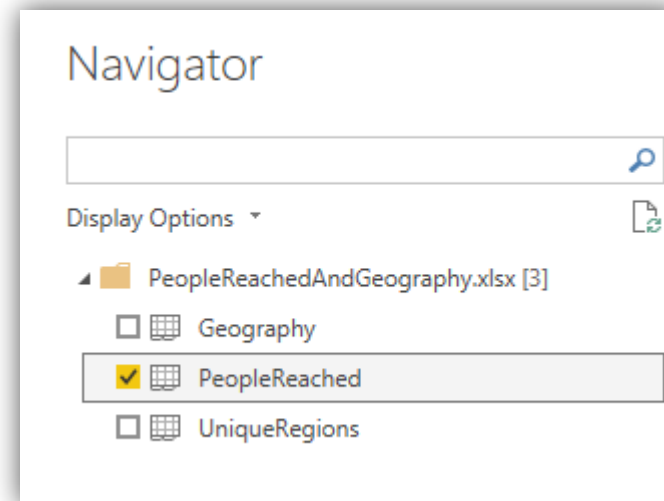 Navigator
Display Options
PeopleReachedAndGeography.xlsx [3]
Geography
PeopleReached
UniqueRegions